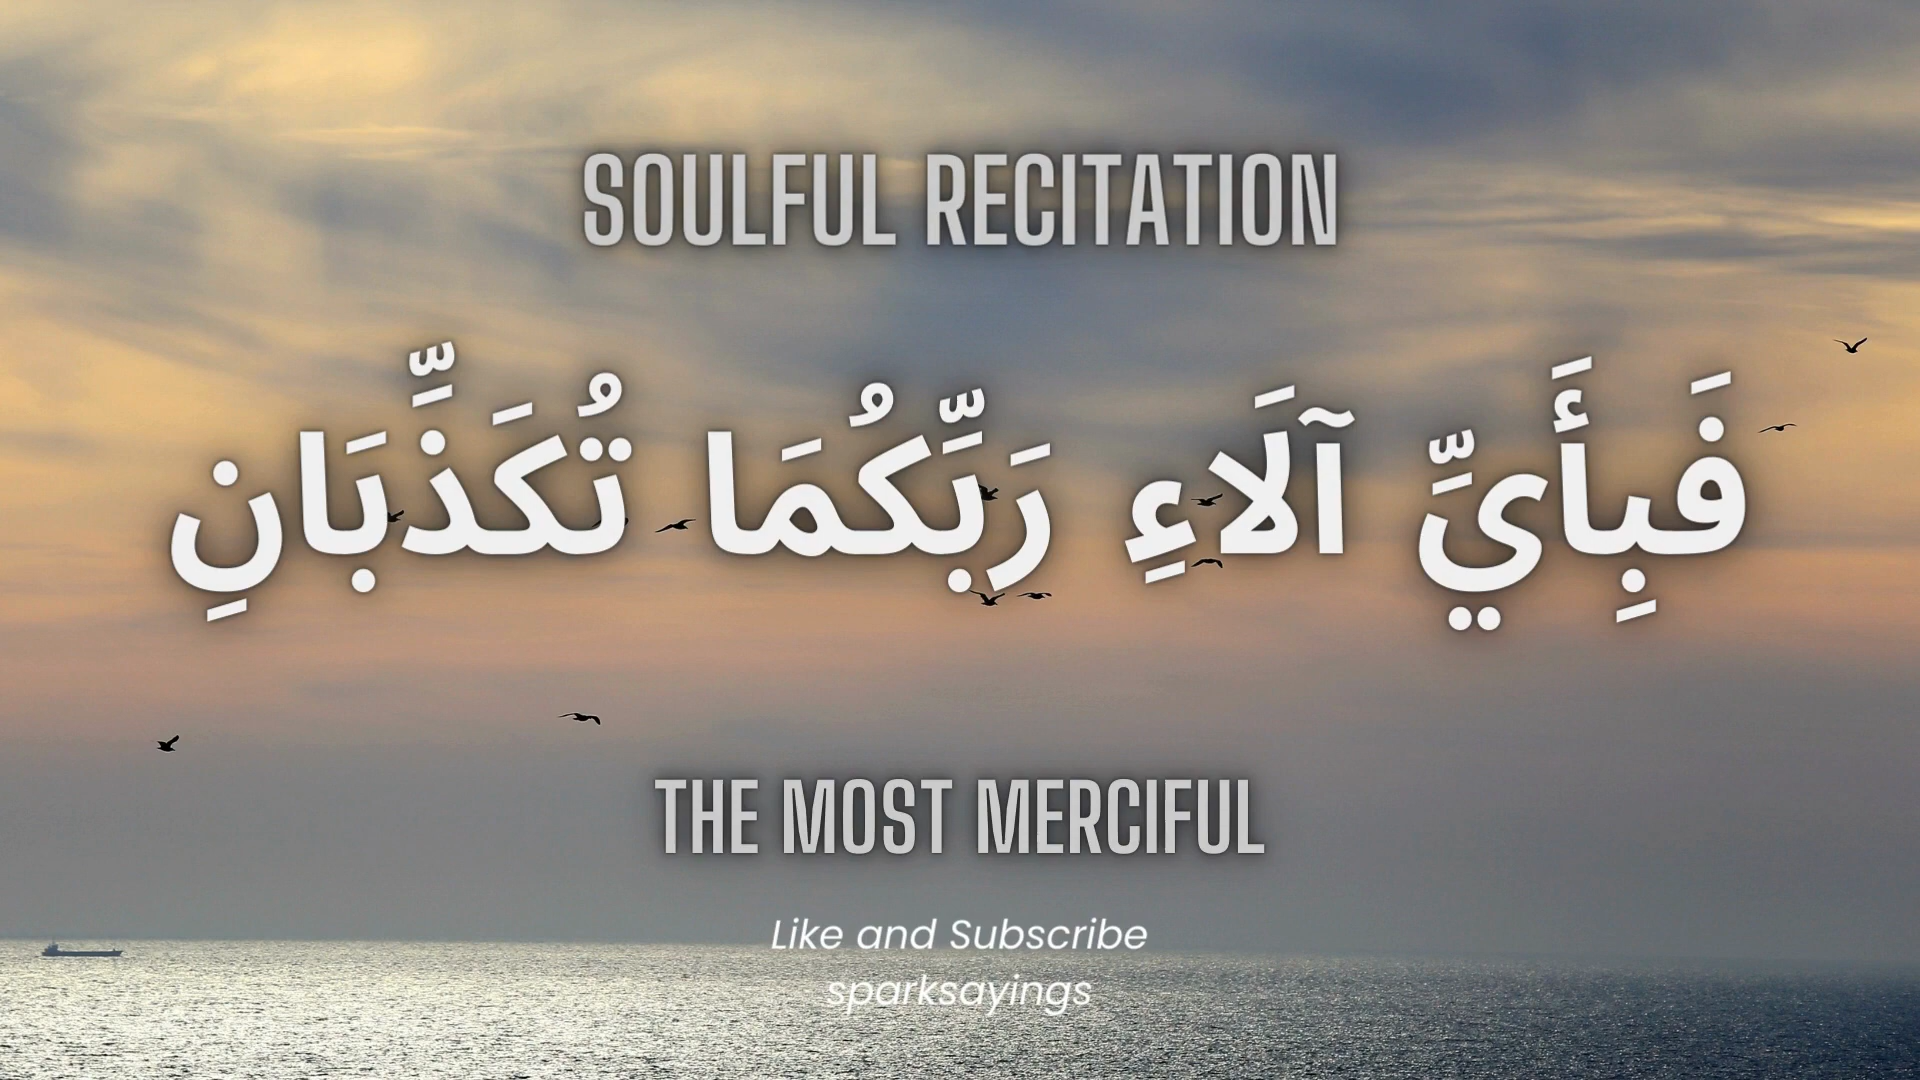 SOULFUL RECITATION
فَبِأَيِّ آلَاءِ رَبِّكُمَا تُكَذِّبَانِ
THE MOST MERCIFUL
Like and Subscribe
sparksayings